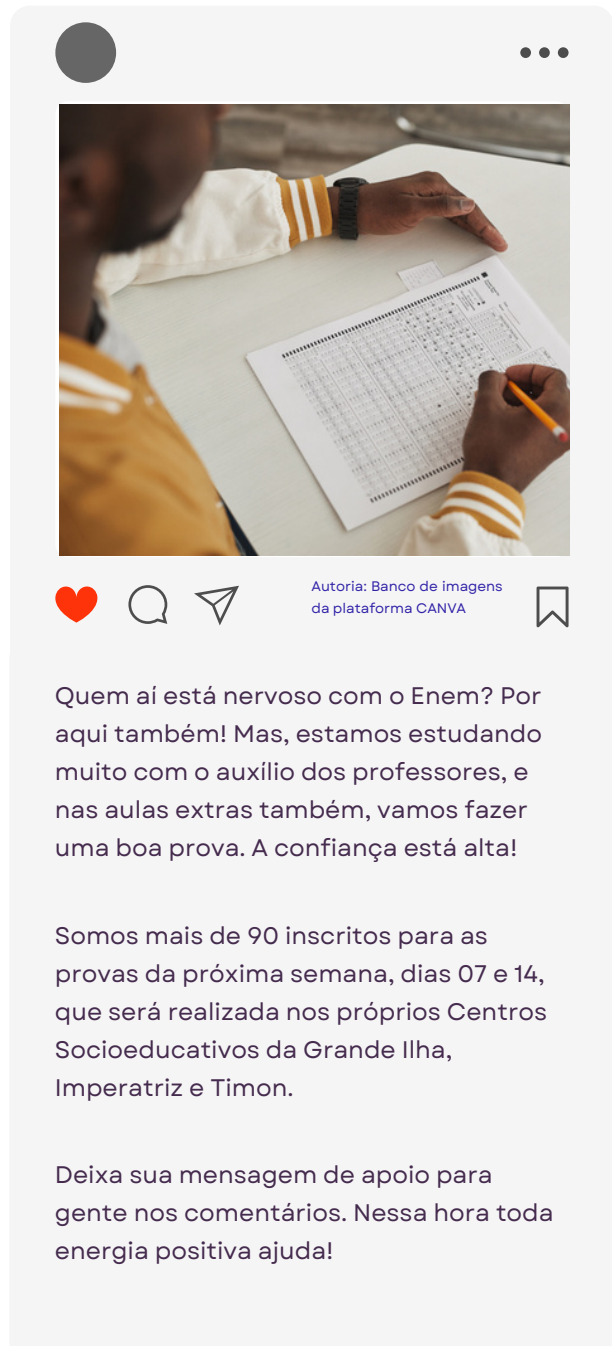 Autoria: Banco de imagens
da plataforma CANVA
Quem aí está nervoso com o Enem? Por
aqui também! Mas, estamos estudando
muito com o auxílio dos professores, e
nas aulas extras também, vamos fazer
uma boa prova. A confiança está alta!
Somos mais de 90 inscritos para as
provas da próxima semana, dias 07 e 14,
que será realizada nos próprios Centros
Socioeducativos da Grande Ilha,
Imperatriz e Timon.
Deixa sua mensagem de apoio para
gente nos comentários. Nessa hora toda
energia positiva ajuda!